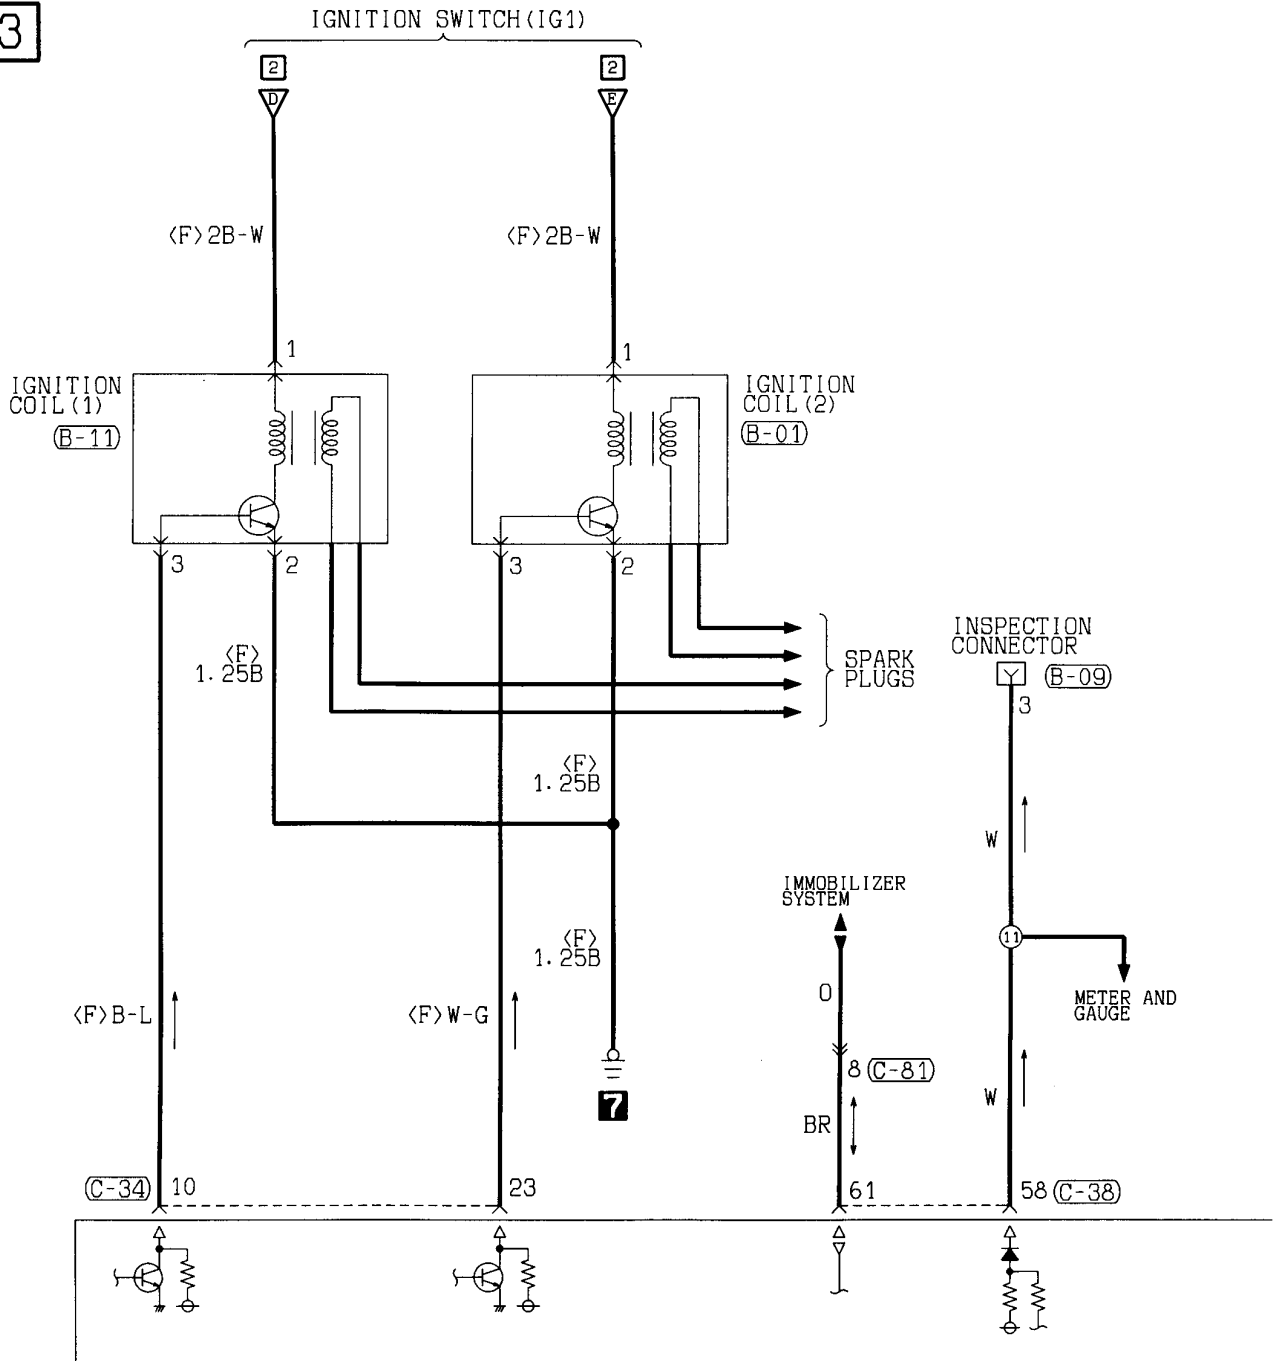 3
IGNITION SWITCH(IG1)
2
2
D
E
<F>2B-W
<F>2B-W
1
1
IGNITION
COIL(1)
(B-11)
IGNITION
COIL(2)
(B-01)
3
2
3
2
<F>
1.25B
SPARK
PLUGS
INSPECTION
CONNECTOR
(B-09)
3
<F>
1.25B
W
IMMOBILIZER
SYSTEM
11
<F>
1.25B
O
METER AND
GAUGE
<F>B-L
<F>W-G
8 (C-81)
W
7
BR
(C-34) 10
23
61
58 (C-38)